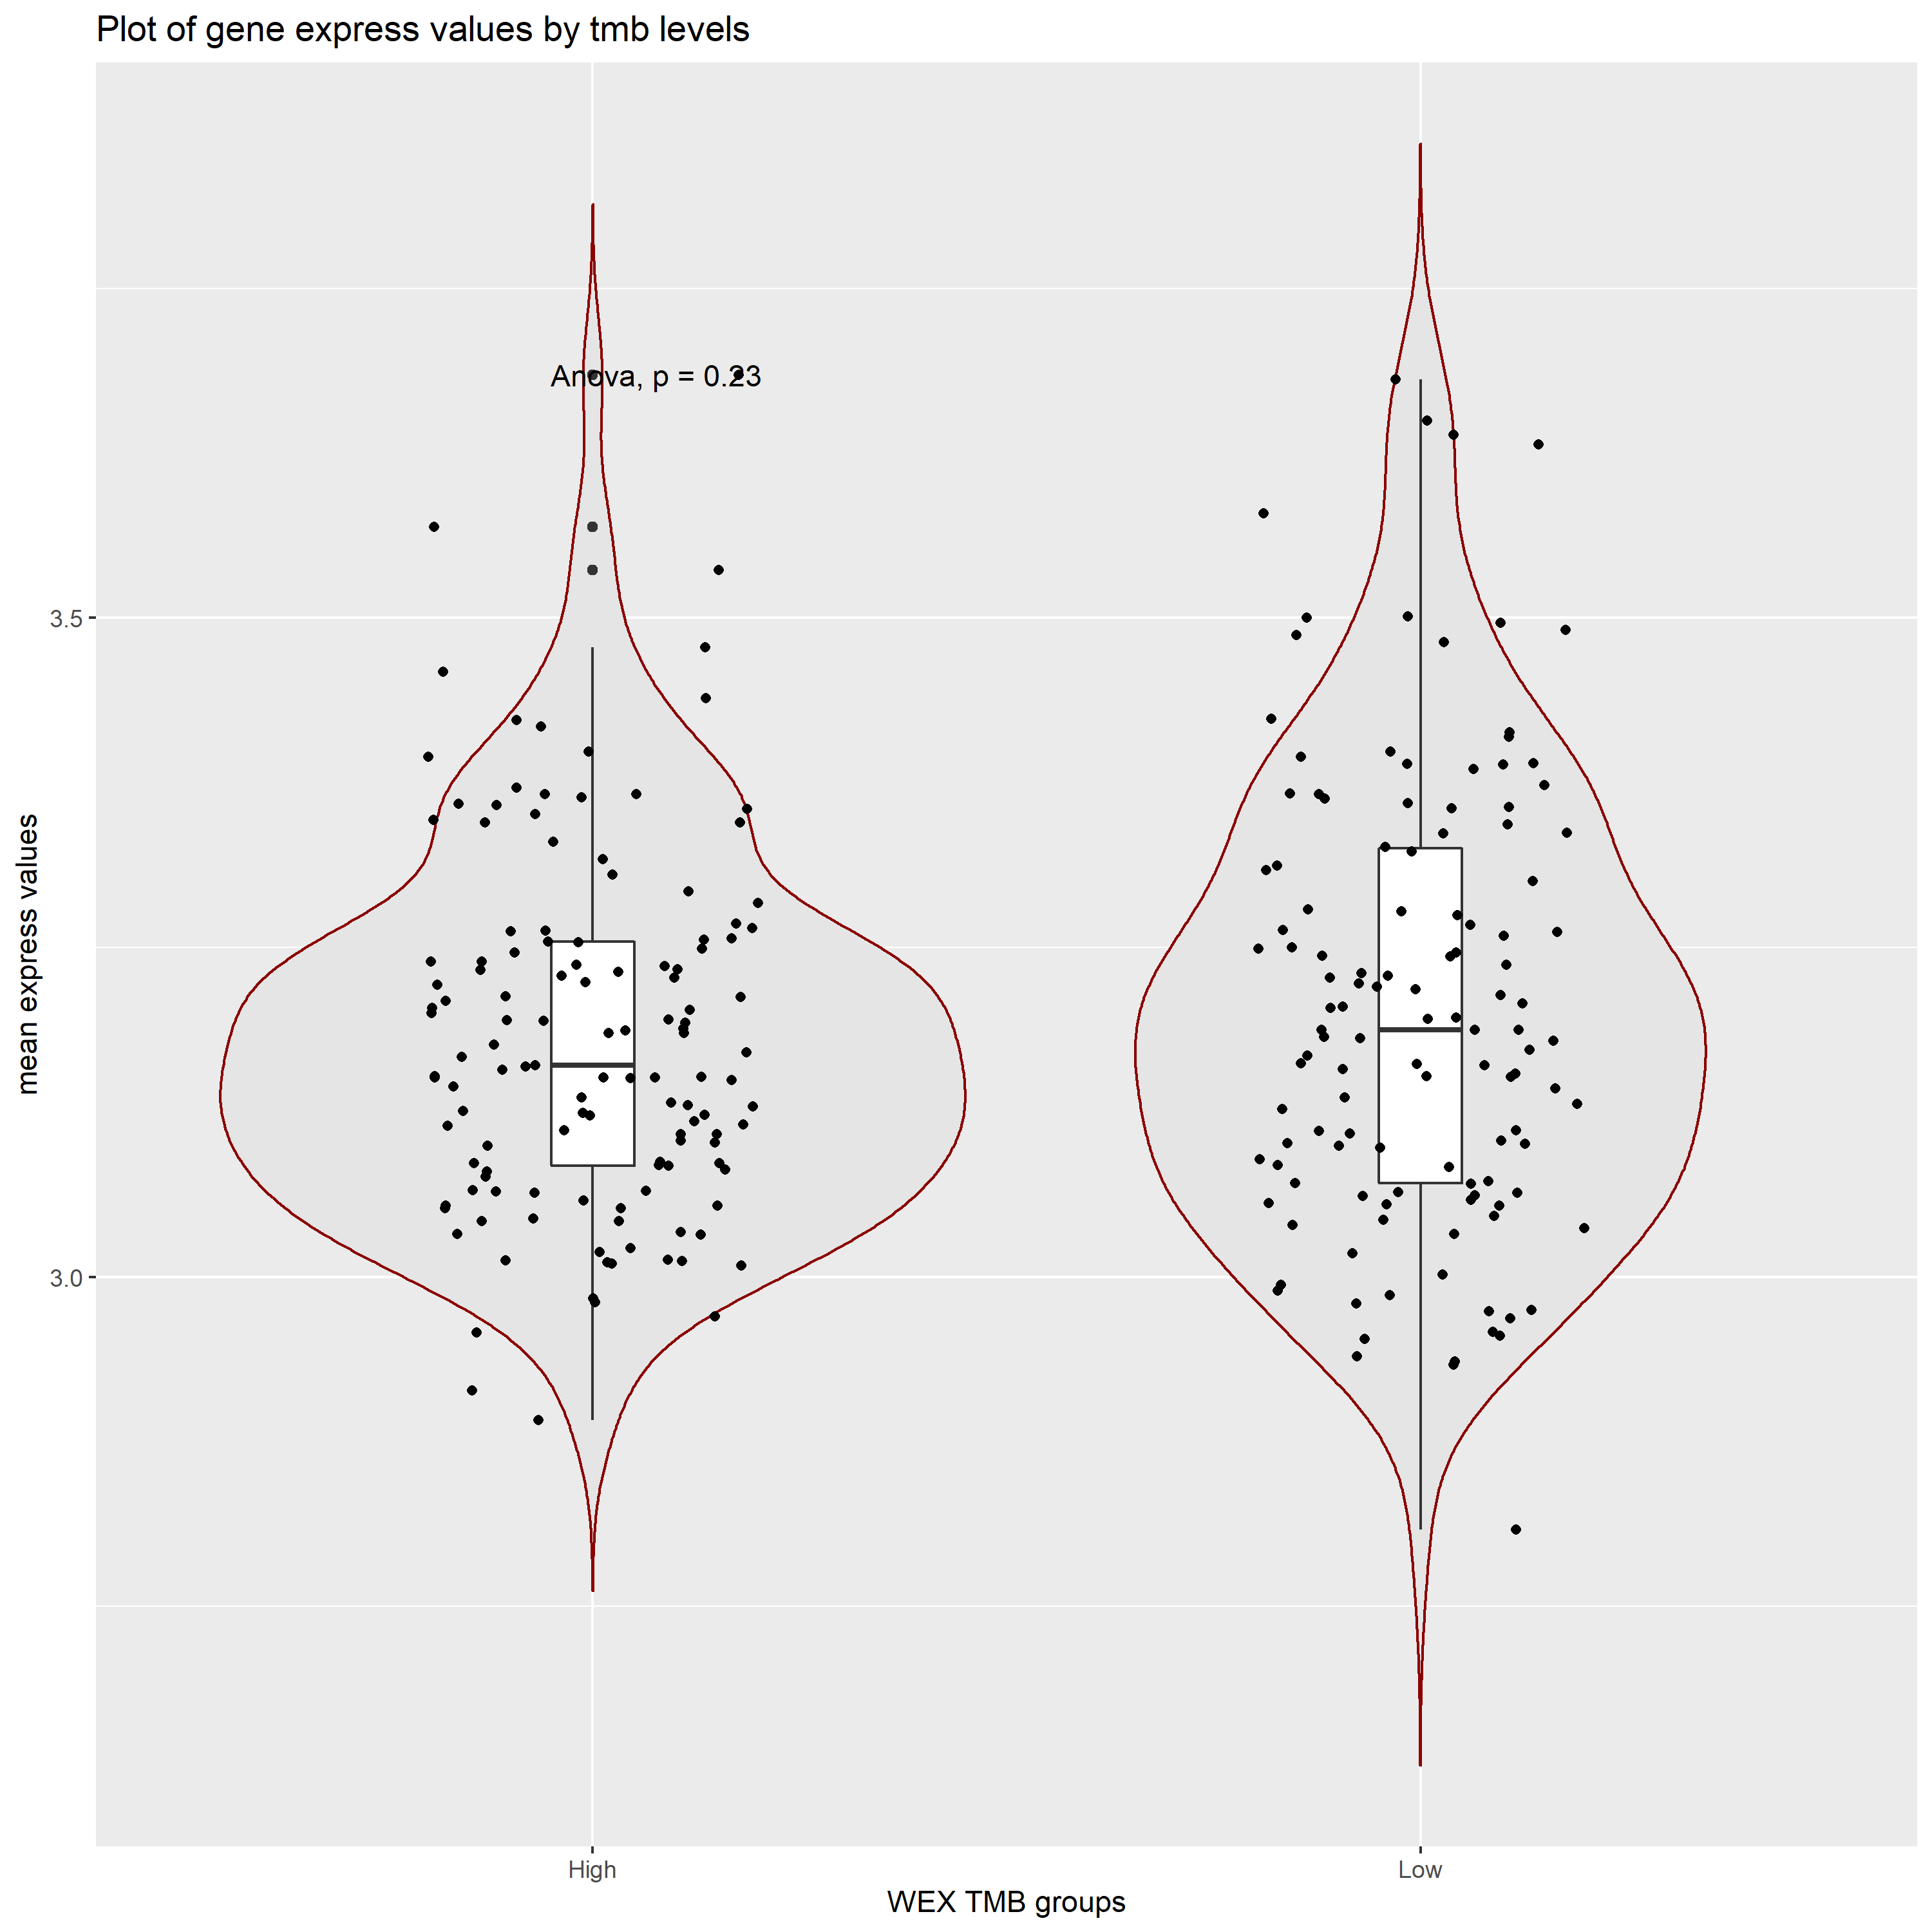 Plot of gene express values by tmb levels
Anova, p = 0.23
3.5
3.0
mean express values
High
Low
WEX TMB groups